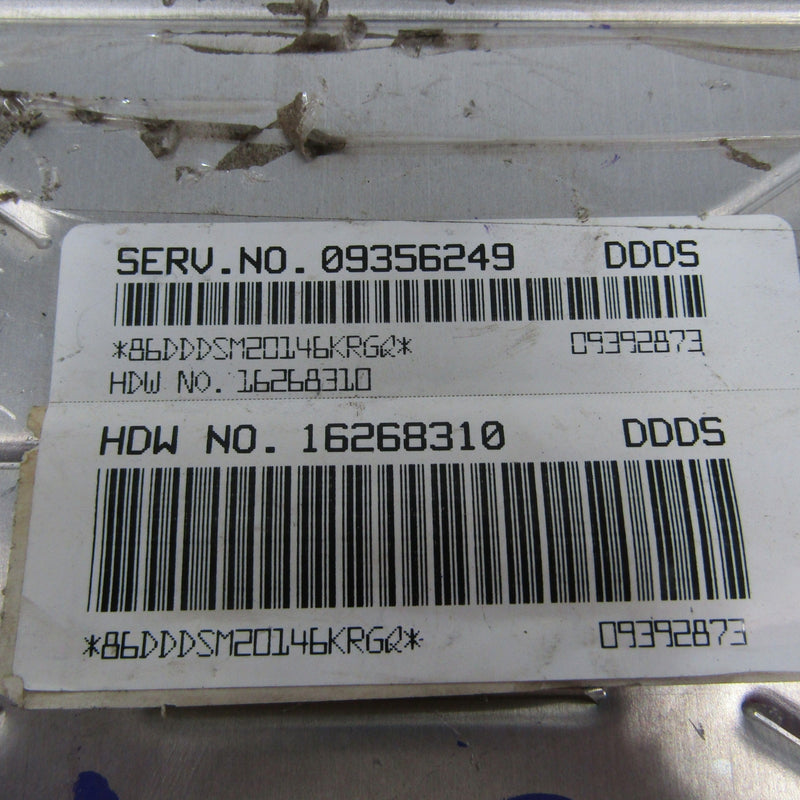 SERV.NO. 09356249 DDDS
*86DDDSM20146KRGQ* 09392873
HDW NO. 16268310
HDW NO. 16268310 DDDS
*86DDDSM20146KRGQ* 09392873